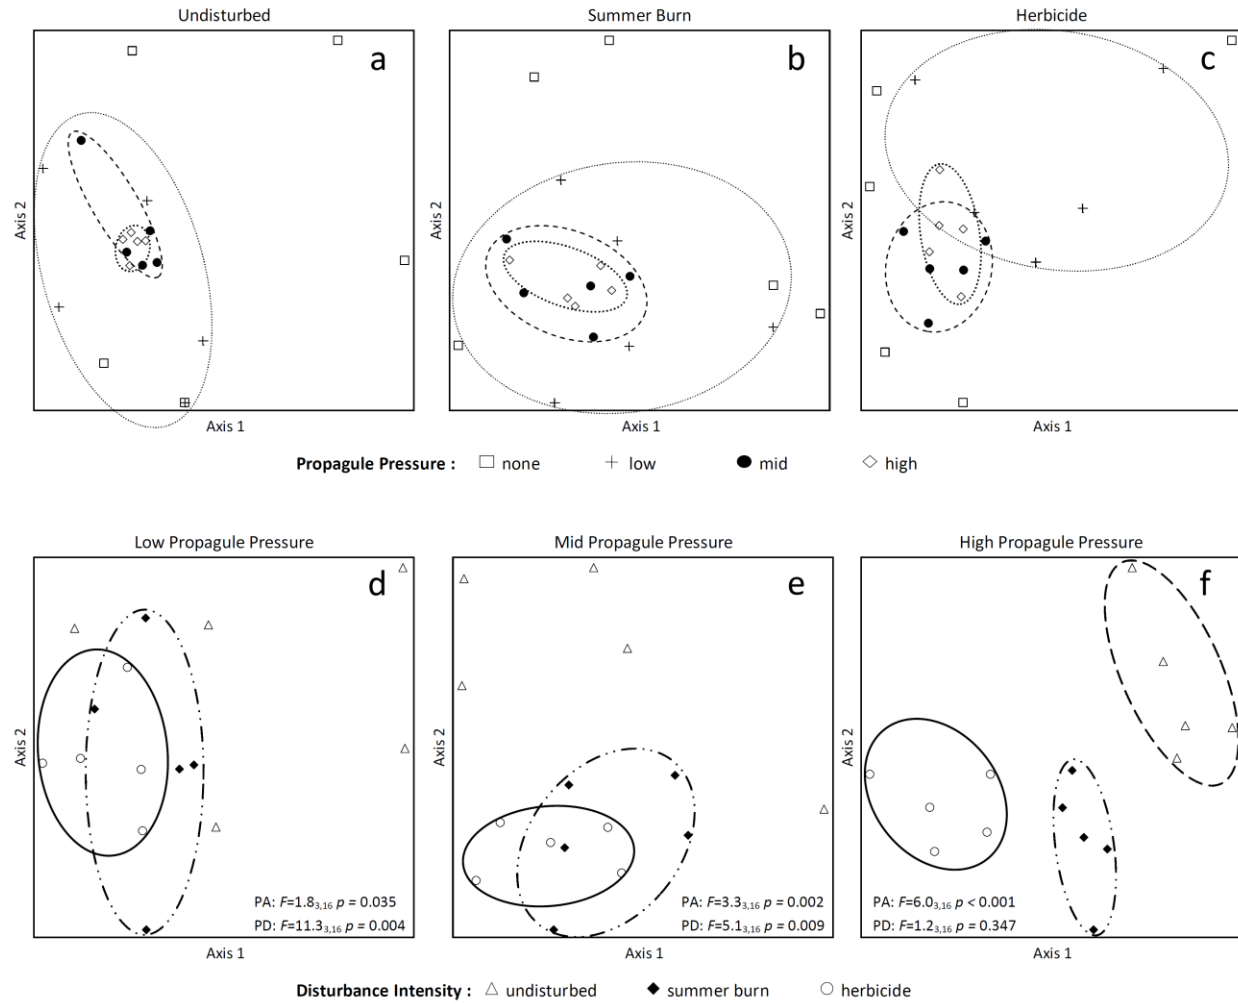 Undisturbed
Summer Burn
Herbicide
a
b
c
Axis 2
Axis 2
Axis 2
Axis 1
Axis 1
Axis 1
Propagule Pressure : none low mid high
Low Propagule Pressure
Mid Propagule Pressure
High Propagule Pressure
d
e
f
Axis 2
Axis 2
Axis 2
PA: F=1.8₃,₁₆ p = 0.035
PD: F=11.3₃,₁₆ p = 0.004
PA: F=3.3₃,₁₆ p = 0.002
PD: F=5.1₃,₁₆ p = 0.009
PA: F=6.0₃,₁₆ p < 0.001
PD: F=1.2₃,₁₆ p = 0.347
Axis 1
Axis 1
Axis 1
Disturbance Intensity : undisturbed summer burn herbicide